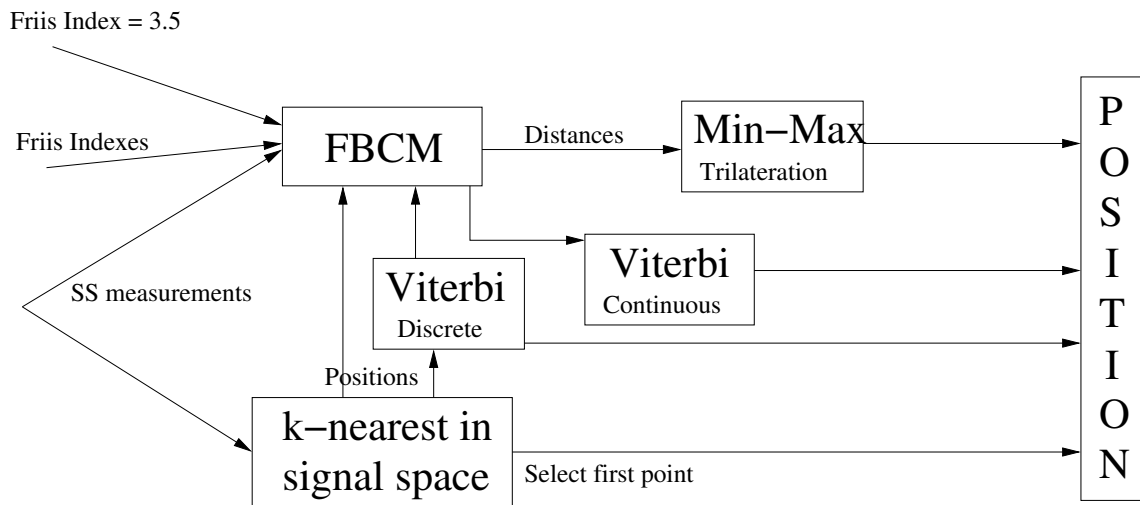 Friis Index = 3.5
Friis Indexes
FBCM
Distances
Min−Max
Trilateration
SS measurements
Viterbi
Discrete
Viterbi
Continuous
Positions
k−nearest in
signal space
Select first point
P
O
S
I
T
I
O
N